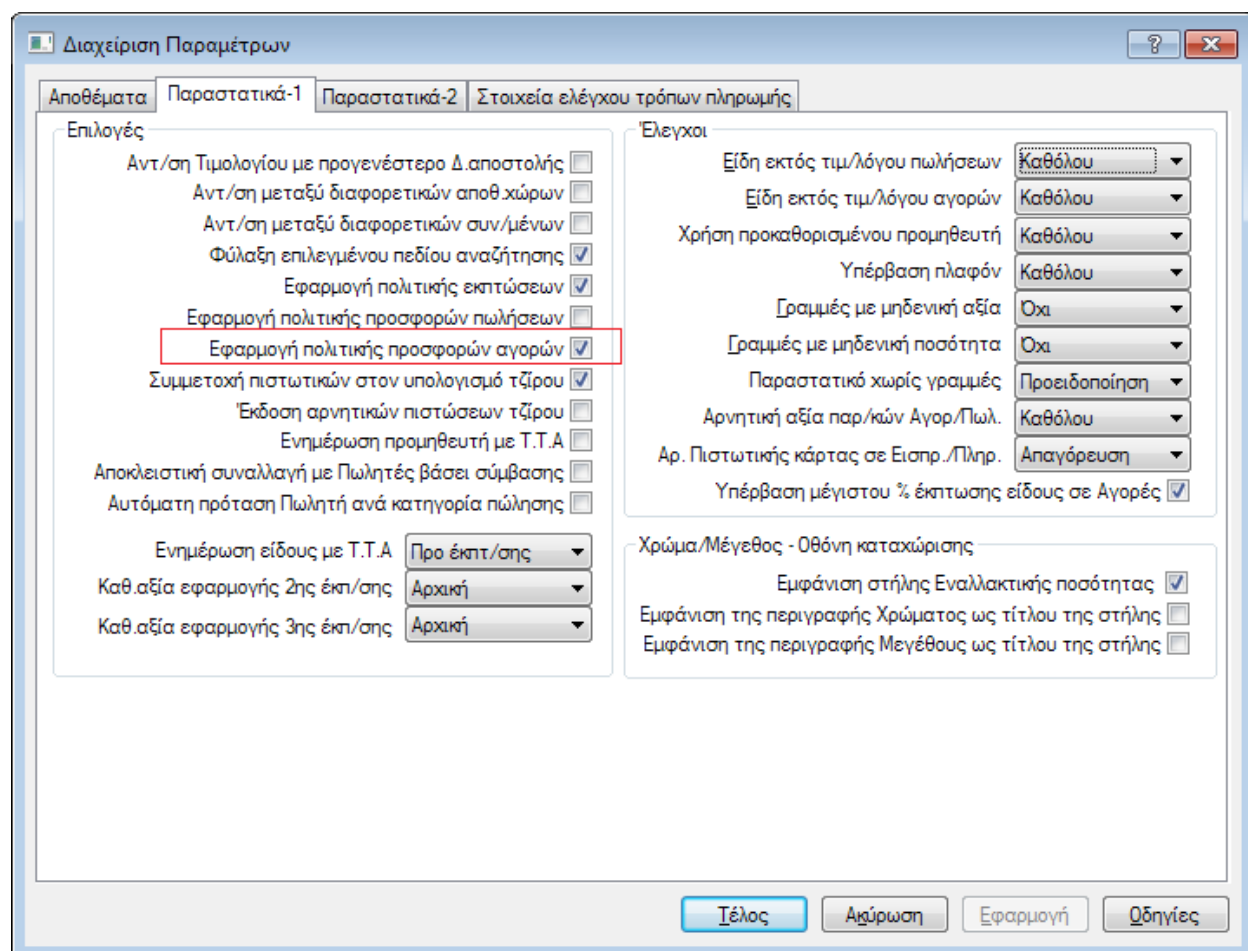 Διαχείριση Παραμέτρων
Αποθέματα Παραστατικά-1 Παραστατικά-2 Στοιχεία ελέγχου τρόπων πληρωμής
Επιλογές
Αντ/ση Τιμολογίου με προγενέστερο Δ.αποστολής
Αντ/ση μεταξύ διαφορετικών αποθ.χώρων
Αντ/ση μεταξύ διαφορετικών συν/μένων
Φύλαξη επιλεγμένου πεδίου αναζήτησης
Εφαρμογή πολιτικής εκπτώσεων
Εφαρμογή πολιτικής προσφορών πωλήσεων
Εφαρμογή πολιτικής προσφορών αγορών
Συμμετοχή πιστωτικών στον υπολογισμό τζίρου
Έκδοση αρνητικών πιστώσεων τζίρου
Ενημέρωση προμηθευτή με Τ.Τ.Α
Αποκλειστική συναλλαγή με Πωλητές βάσει σύμβασης
Αυτόματη πρόταση Πωλητή ανά κατηγορία πώλησης
Ενημέρωση είδους με Τ.Τ.Α Προ έκπτ/σης
Καθ.αξία εφαρμογής 2ης έκπ/σης Αρχική
Καθ.αξία εφαρμογής 3ης έκπ/σης Αρχική
Έλεγχοι
Είδη εκτός τιμ/λόγου πωλήσεων Καθόλου
Είδη εκτός τιμ/λόγου αγορών Καθόλου
Χρήση προκαθορισμένου προμηθευτή Καθόλου
Υπέρβαση πλαφόν Καθόλου
Γραμμές με μηδενική αξία Όχι
Γραμμές με μηδενική ποσότητα Όχι
Παραστατικό χωρίς γραμμές Προειδοποίηση
Αρνητική αξία παρ/κών Αγορ/Πωλ. Καθόλου
Αρ. Πιστωτικής κάρτας σε Εισπρ./Πληρ. Απαγόρευση
Υπέρβαση μέγιστου % έκπτωσης είδους σε Αγορές
Χρώμα/Μέγεθος - Οθόνη καταχώρισης
Εμφάνιση στήλης Εναλλακτικής ποσότητας
Εμφάνιση της περιγραφής Χρώματος ως τίτλου της στήλης
Εμφάνιση της περιγραφής Μεγέθους ως τίτλου της στήλης
Τέλος Ακύρωση Εφαρμογή Οδηγίες